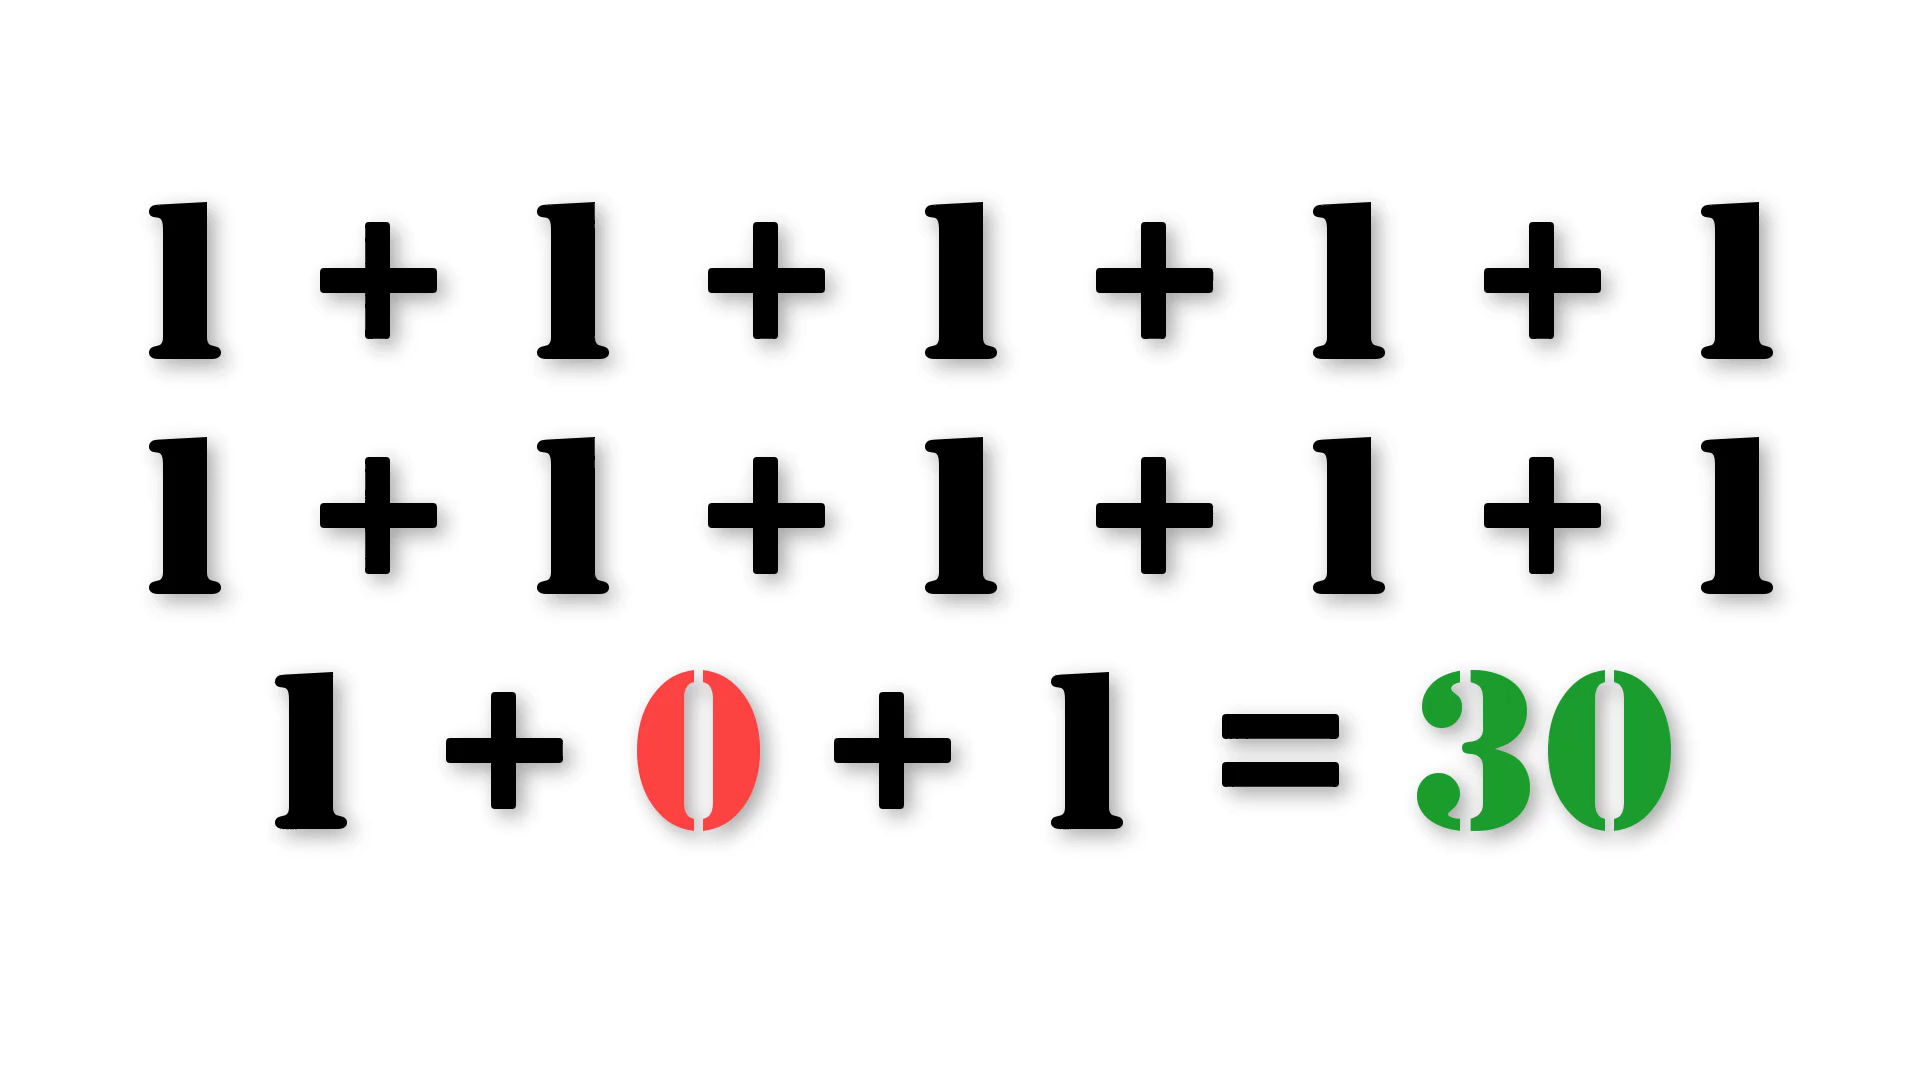 1 + 1 + 1 + 1 + 1
1 + 1 + 1 + 1 + 1
1 + 0 + 1 = 30